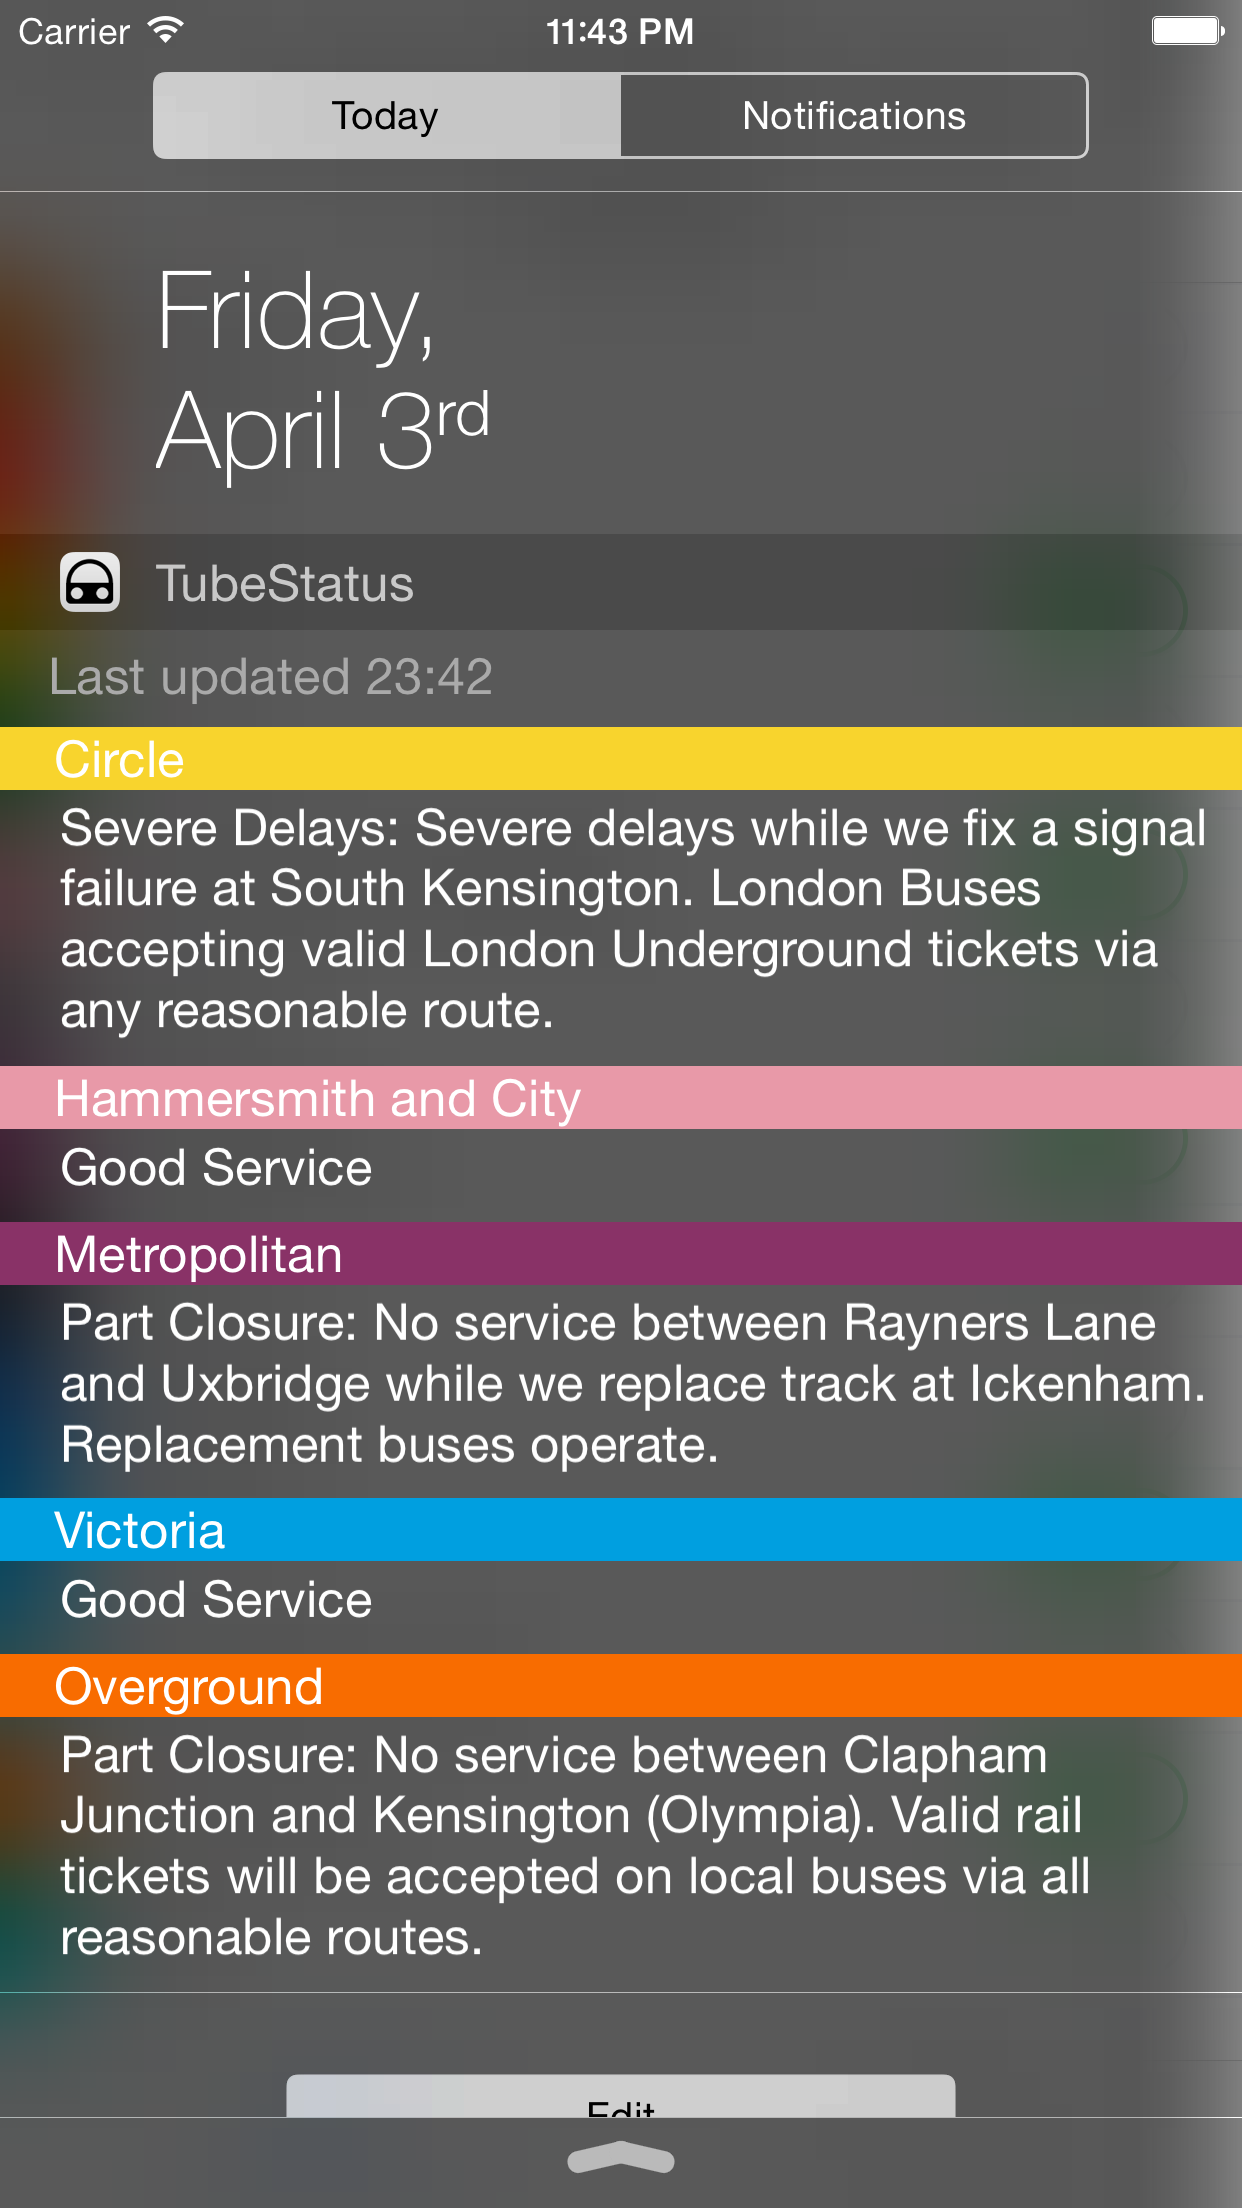 Carrier 11:43 PM
Today Notifications
Friday,
April 3rd
TubeStatus
Last updated 23:42
Circle
Severe Delays: Severe delays while we fix a signal
failure at South Kensington. London Buses
accepting valid London Underground tickets via
any reasonable route.
Hammersmith and City
Good Service
Metropolitan
Part Closure: No service between Rayners Lane
and Uxbridge while we replace track at Ickenham.
Replacement buses operate.
Victoria
Good Service
Overground
Part Closure: No service between Clapham
Junction and Kensington (Olympia). Valid rail
tickets will be accepted on local buses via all
reasonable routes.
Edit